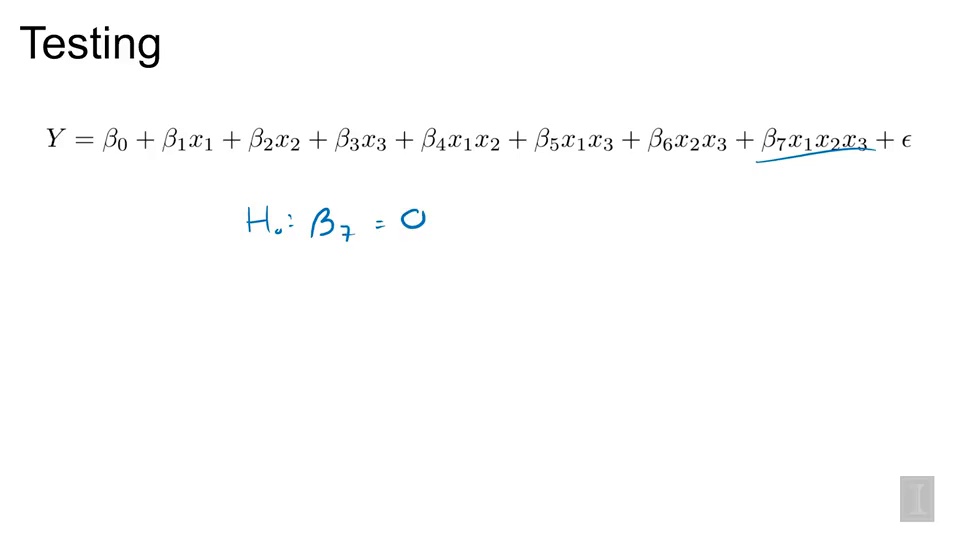 Testing
Y = β₀ + β₁x₁ + β₂x₂ + β₃x₃ + β₄x₁x₂ + β₅x₁x₃ + β₆x₂x₃ + β₇x₁x₂x₃ + ϵ
H₀: β₇ = 0
I